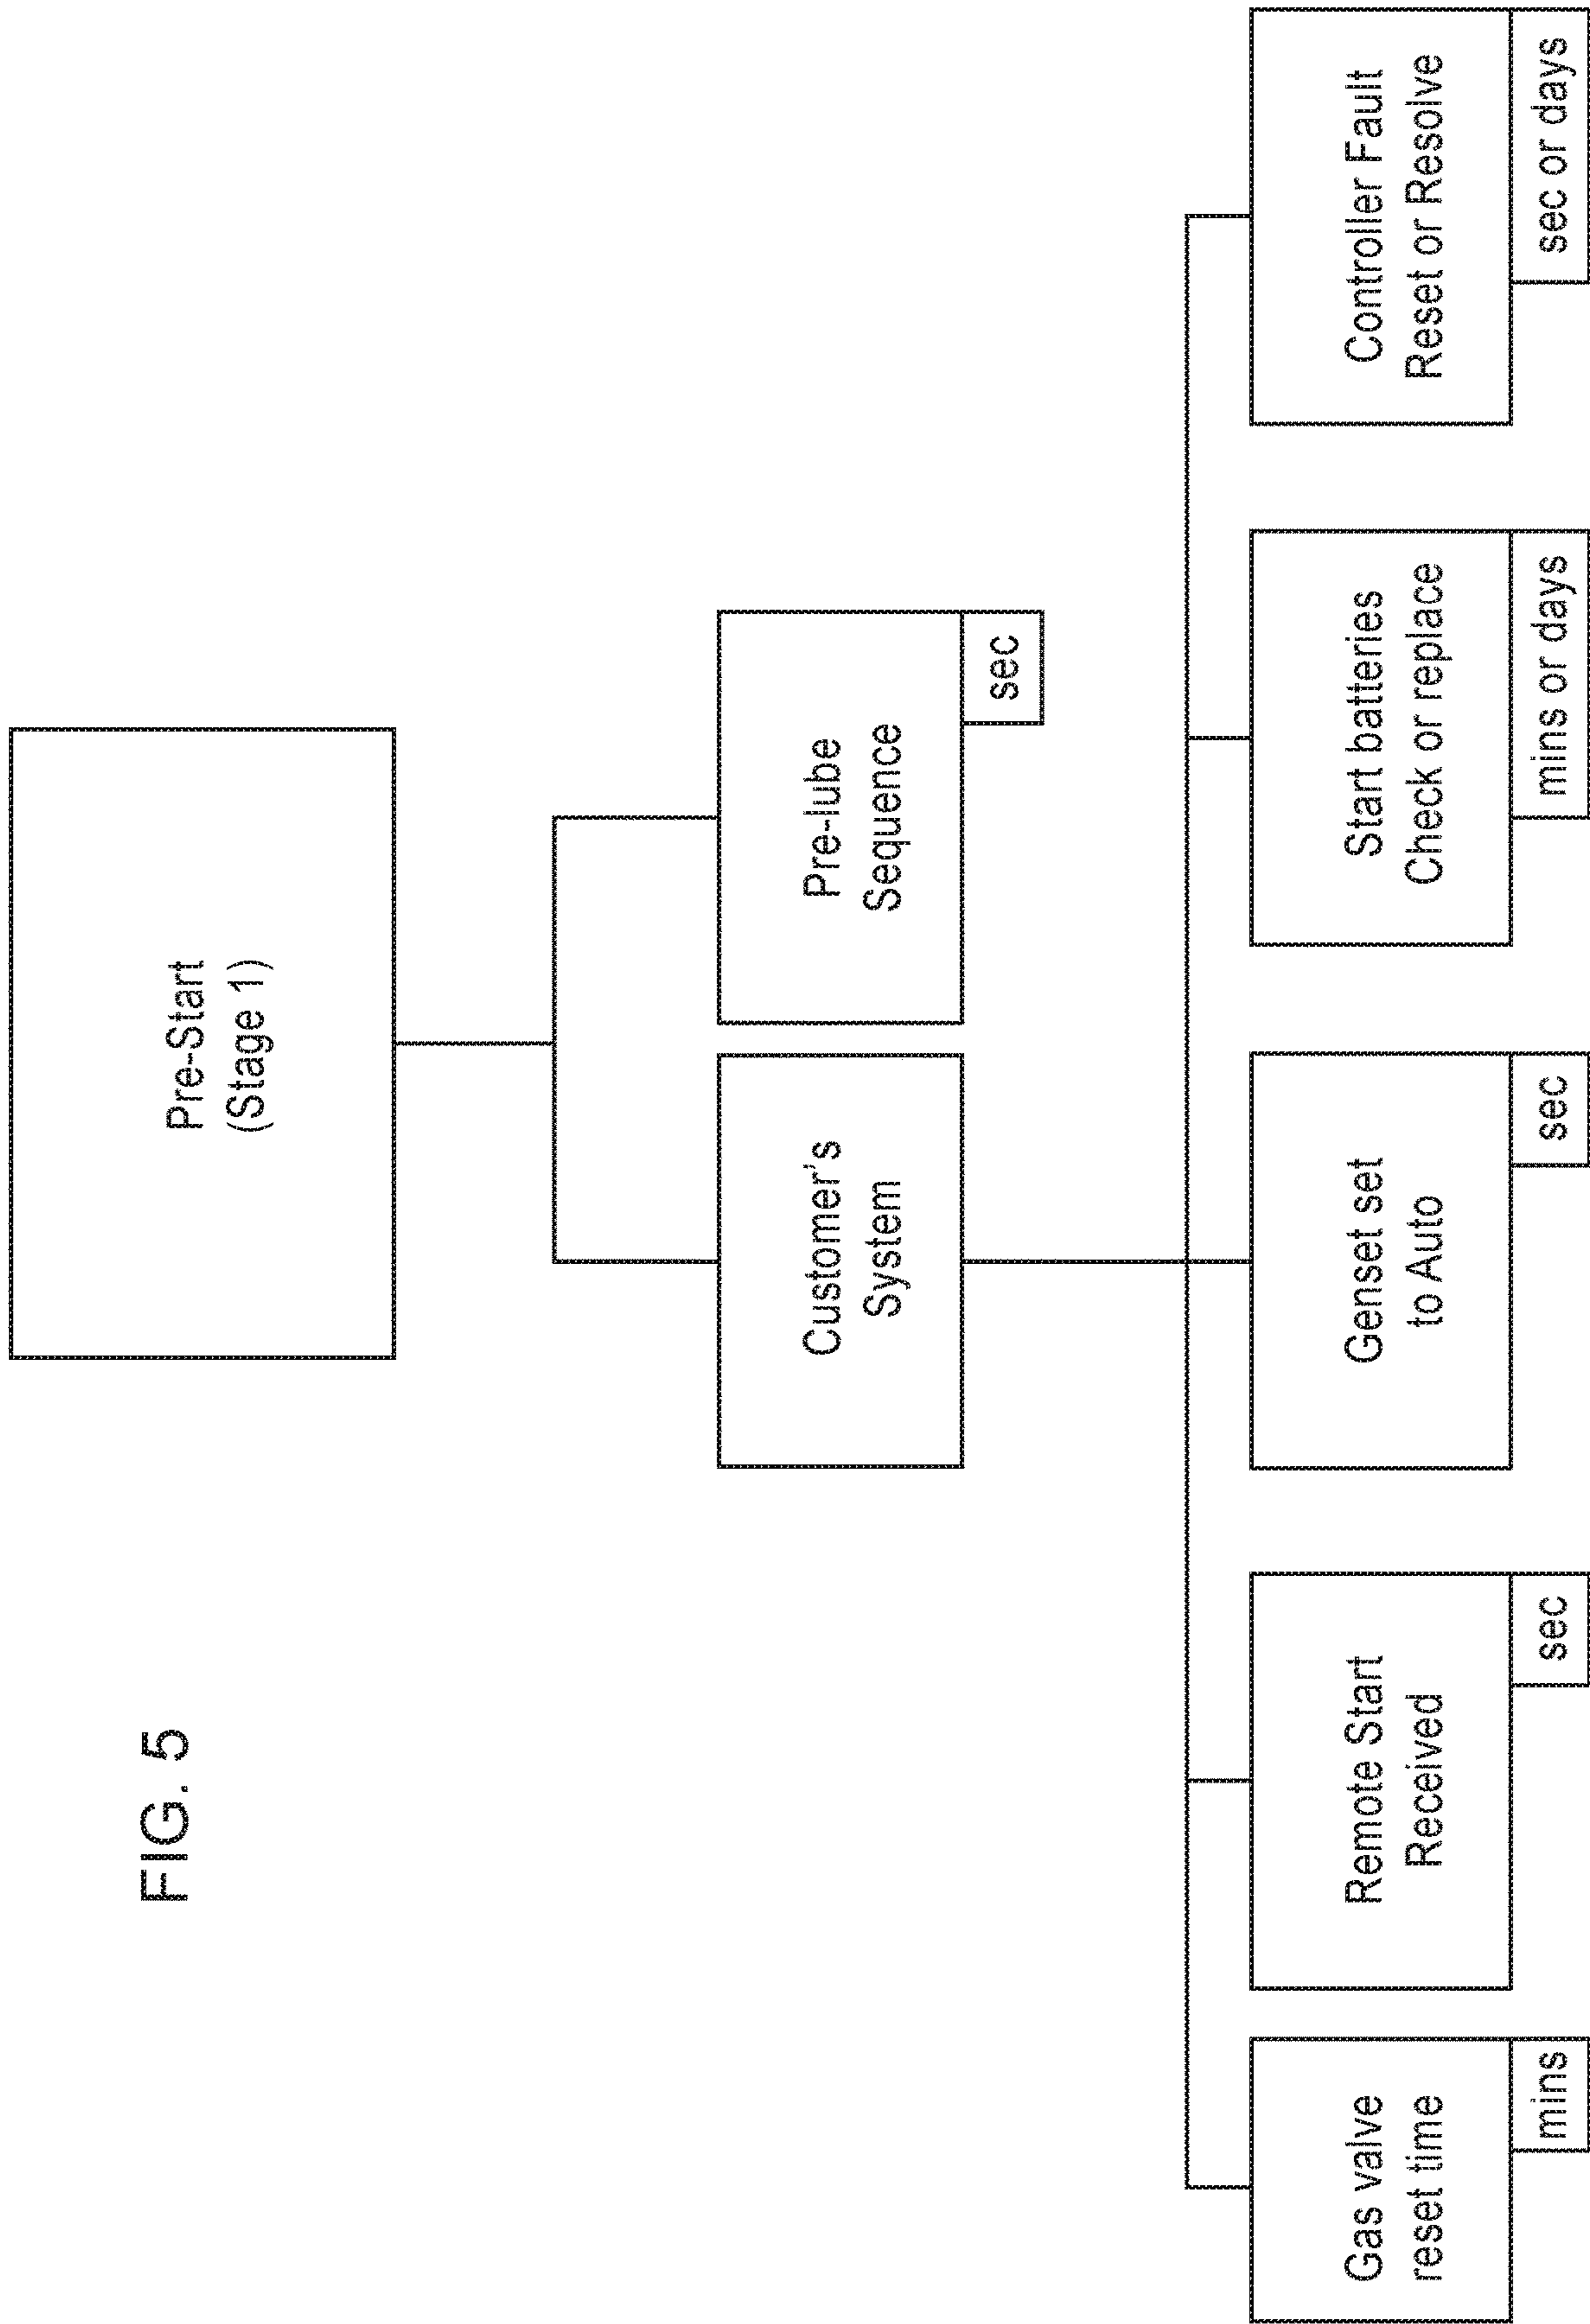 FIG. 5
Pre-Start
(Stage 1)
Customer's
System
Pre-lube
Sequence
sec
Gas valve
reset time
mins
Remote Start
Received
sec
Genset set
to Auto
sec
Start batteries
Check or replace
mins or days
Controller Fault
Reset or Resolve
sec or days